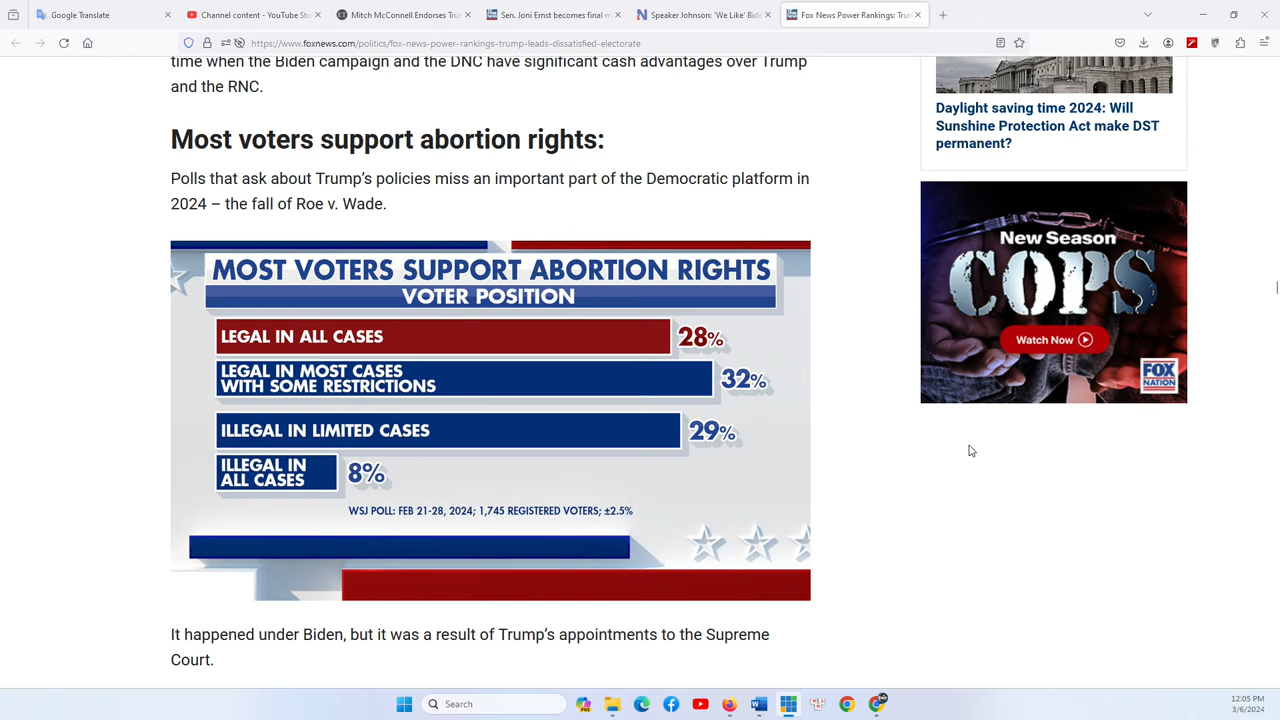 Google Translate
Channel content - YouTube Stu
Mitch McConnell Endorses Trum
Sen. Joni Ernst becomes final m
Speaker Johnson: 'We Like' Bid
Fox News Power Rankings: Trum
https://www.foxnews.com/politics/fox-news-power-rankings-trump-leads-dissatisfied-electorate
time when the Biden campaign and the DNC have significant cash advantages over Trump
and the RNC.
Most voters support abortion rights:
Polls that ask about Trump's policies miss an important part of the Democratic platform in
2024 – the fall of Roe v. Wade.
MOST VOTERS SUPPORT ABORTION RIGHTS
VOTER POSITION
LEGAL IN ALL CASES 28%
LEGAL IN MOST CASES
WITH SOME RESTRICTIONS 32%
ILLEGAL IN LIMITED CASES 29%
ILLEGAL IN
ALL CASES 8%
WSJ POLL: FEB 21-28, 2024; 1,745 REGISTERED VOTERS; ±2.5%
It happened under Biden, but it was a result of Trump's appointments to the Supreme
Court.
Daylight saving time 2024: Will
Sunshine Protection Act make DST
permanent?
New Season
COPS
Watch Now
FOX
NATION
Search
12:05 PM
3/6/2024